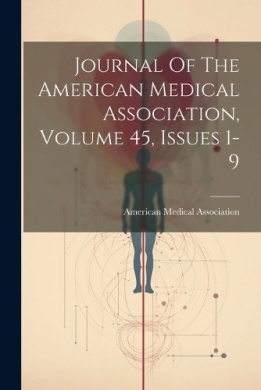 Journal Of The
American Medical
Association,
Volume 45, Issues 1-
9
American Medical Association